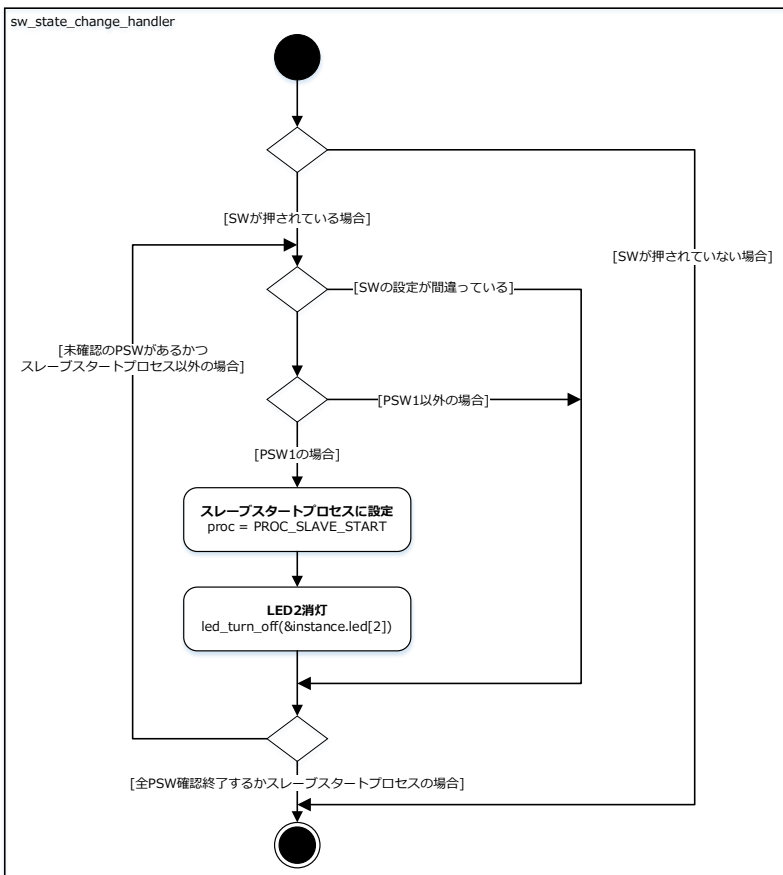 sw_state_change_handler
[SWが押されている場合]
[SWが押されていない場合]
[SWの設定が間違っている]
[未確認のPSWがあるかつ
スレーブスタートプロセス以外の場合]
[PSW1以外の場合]
[PSW1の場合]
スレーブスタートプロセスに設定
proc = PROC_SLAVE_START
LED2消灯
led_turn_off(&instance.led[2])
[全PSW確認終了するかスレーブスタートプロセスの場合]